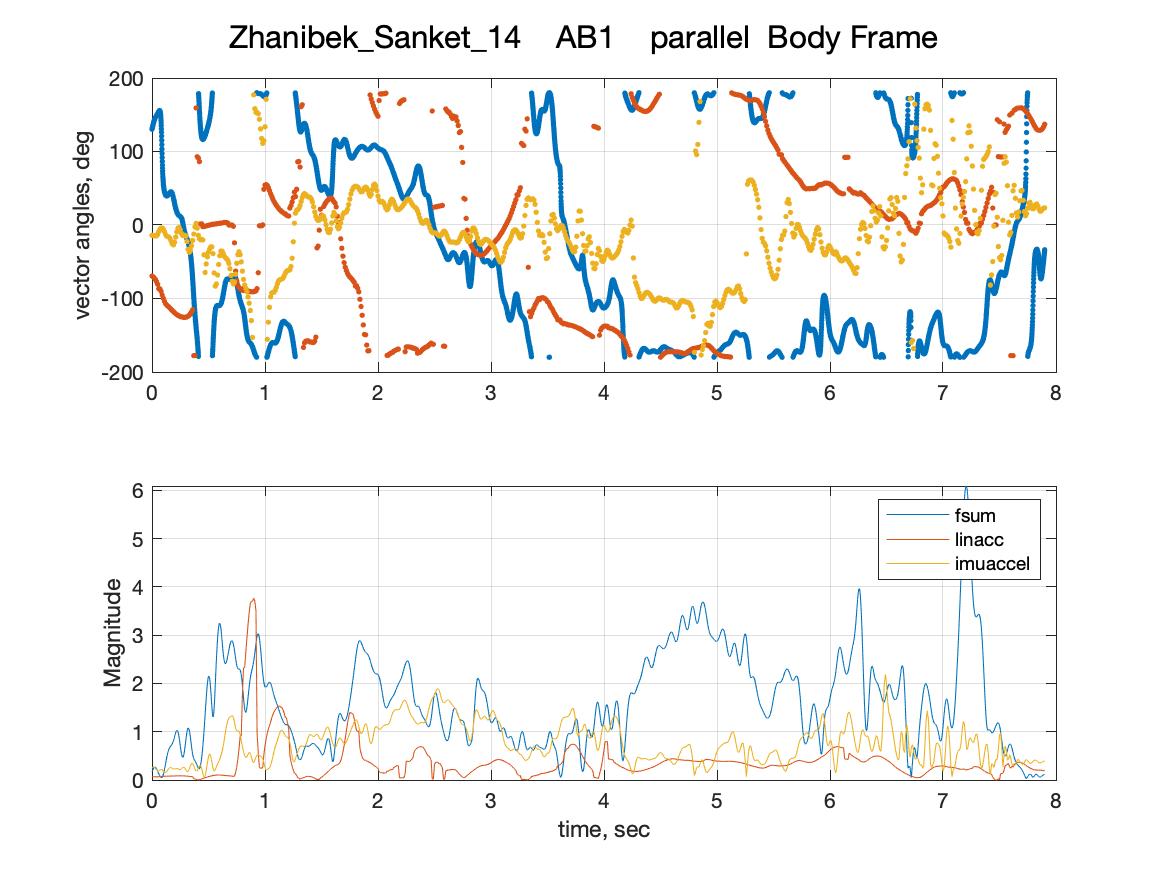 Zhanibek_Sanket_14 AB1 parallel Body Frame
200
100
0
-100
-200
vector angles, deg
0 1 2 3 4 5 6 7 8
6
5
4
3
2
1
0
Magnitude
fsum
linacc
imuaccel
0 1 2 3 4 5 6 7 8
time, sec